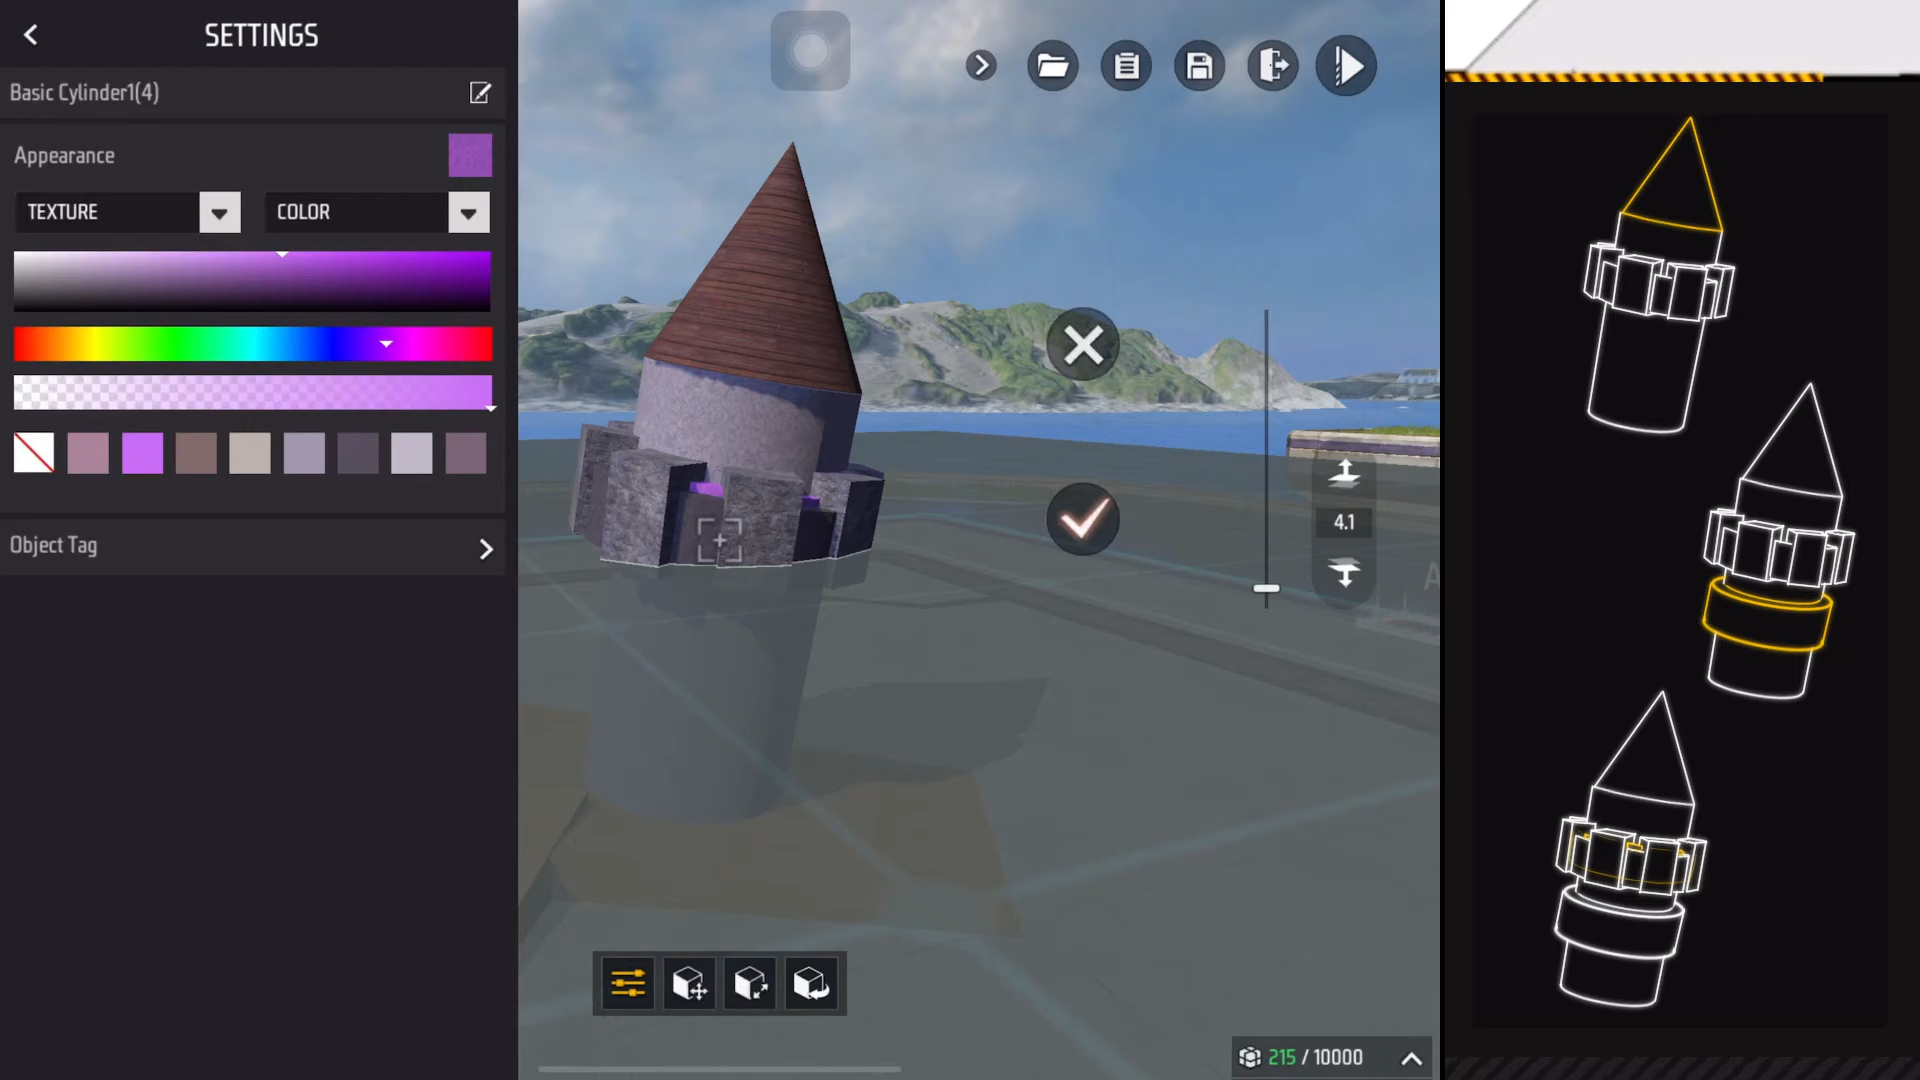 SETTINGS
Basic Cylinder1(4)
Appearance
TEXTURE
COLOR
Object Tag
4.1
215 / 10000